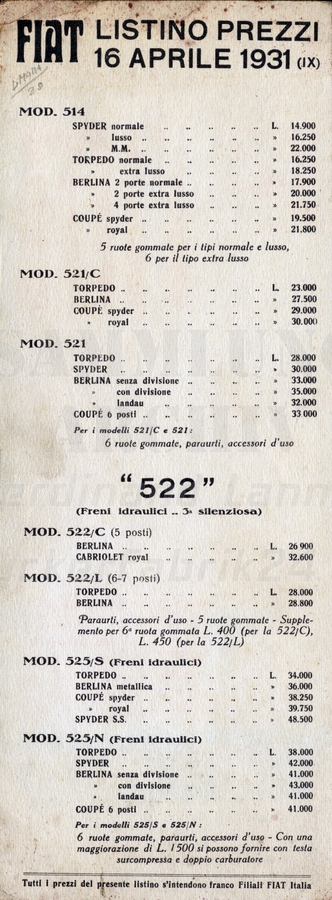 FIAT LISTINO PREZZI
16 APRILE 1931 (IX)
MOD. 514
SPYDER normale .. .. .. .. .. L. 14.900
» lusso .. .. .. .. .. » 16.250
» M.M. .. .. .. .. .. » 22.000
TORPEDO normale .. .. .. .. .. » 16.250
» extra lusso .. .. .. .. » 18.250
BERLINA 2 porte normale .. .. .. .. » 17.900
» 2 porte extra lusso .. .. .. » 20.000
» 4 porte extra lusso .. .. .. » 21.750
COUPÉ spyder .. .. .. .. .. .. » 19.500
» royal .. .. .. .. .. » 21.800
5 ruote gommate per i tipi normale e lusso,
6 per il tipo extra lusso
MOD. 521/C
TORPEDO .. .. .. .. .. .. L. 23.000
BERLINA .. .. .. .. .. .. » 27.500
COUPÉ spyder .. .. .. .. .. » 29.000
» royal .. .. .. .. .. » 30.000
MOD. 521
TORPEDO .. .. .. .. .. .. L. 28.000
SPYDER .. .. .. .. .. .. » 30.000
BERLINA senza divisione .. .. .. .. » 33.000
» con divisione .. .. .. .. » 35.000
» landau .. .. .. .. » 32.000
COUPÉ 6 posti .. .. .. .. .. » 33 000
Per i modelli 521/C e 521:
6 ruote gommate, paraurti, accessori d'uso
“522”
(Freni idraulici .. 3a silenziosa)
MOD. 522/C (5 posti)
BERLINA .. .. .. .. .. .. L. 26 900
CABRIOLET royal .. .. .. .. » 32.600
MOD. 522/L (6-7 posti)
TORPEDO .. .. .. .. .. .. L. 28.000
BERLINA .. .. .. .. .. .. » 28.800
Paraurti, accessori d'uso - 5 ruote gommate - Supple-
mento per 6a ruota gommata L. 400 (per la 522/C),
L. 450 (per la 522/L)
MOD. 525/S (Freni idraulici)
TORPEDO .. .. .. .. .. .. L. 34.000
BERLINA metallica .. .. .. .. » 36.000
COUPÉ spyder .. .. .. .. .. » 38.250
» royal .. .. .. .. .. » 39.750
SPYDER S.S. .. .. .. .. .. » 48.500
MOD. 525/N (Freni idraulici)
TORPEDO .. .. .. .. .. .. L. 38.000
SPYDER .. .. .. .. .. .. » 42.000
BERLINA senza divisione .. .. .. .. » 41.000
» con divisione .. .. .. .. » 43.000
» landau .. .. .. .. » 41.000
COUPÉ 6 posti .. .. .. .. .. » 41.000
Per i modelli 525/S e 525/N:
6 ruote gommate, paraurti, accessori d'uso - Con una
maggiorazione di L. 1500 si possono fornire con testa
surcompressa e doppio carburatore
Tutti i prezzi del presente listino s'intendono franco Filiali FIAT Italia